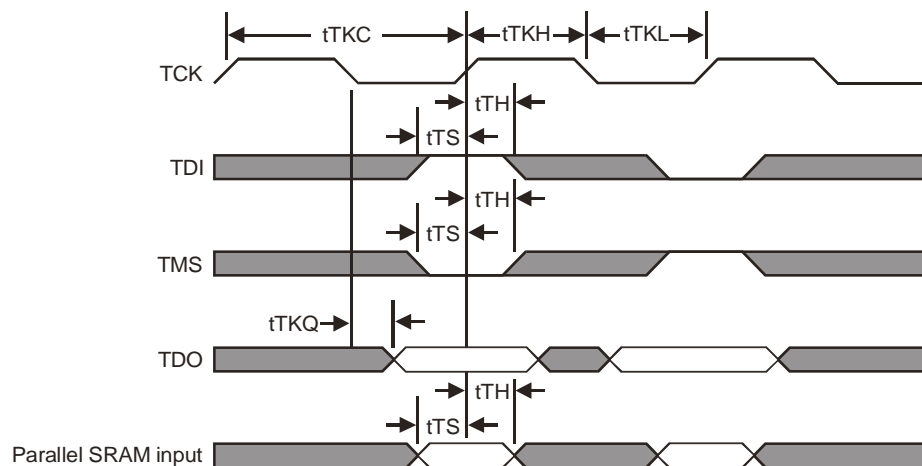 tTKC tTKH tTKL
TCK
tTH
tTS
TDI
tTH
tTS
TMS
tTKQ
TDO
tTH
tTS
Parallel SRAM input